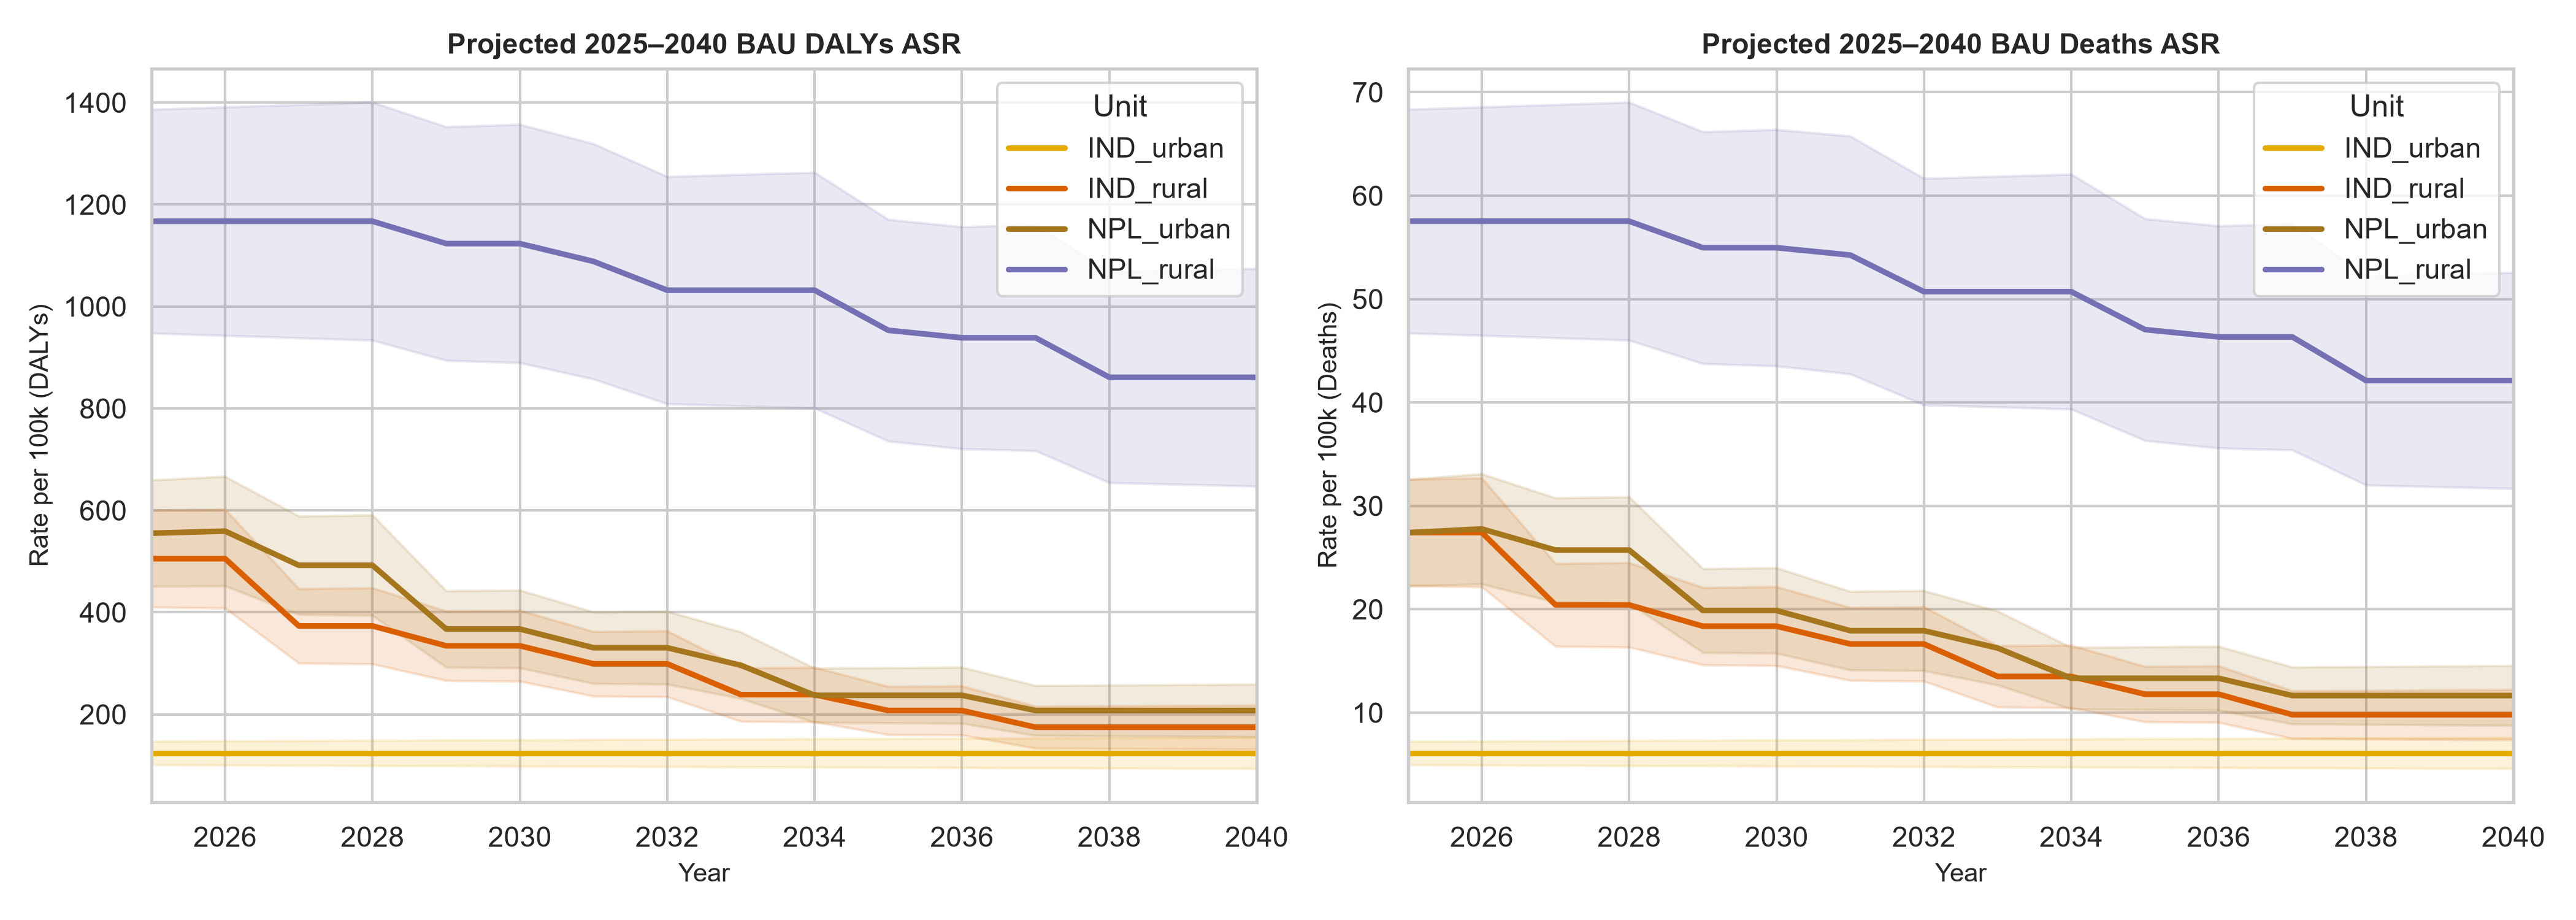 Projected 2025–2040 BAU DALYs ASR
Rate per 100k (DALYs)
1400
1200
1000
800
600
400
200
Unit
IND_urban
IND_rural
NPL_urban
NPL_rural
2026 2028 2030 2032 2034 2036 2038 2040
Year
Projected 2025–2040 BAU Deaths ASR
Rate per 100k (Deaths)
70
60
50
40
30
20
10
Unit
IND_urban
IND_rural
NPL_urban
NPL_rural
2026 2028 2030 2032 2034 2036 2038 2040
Year